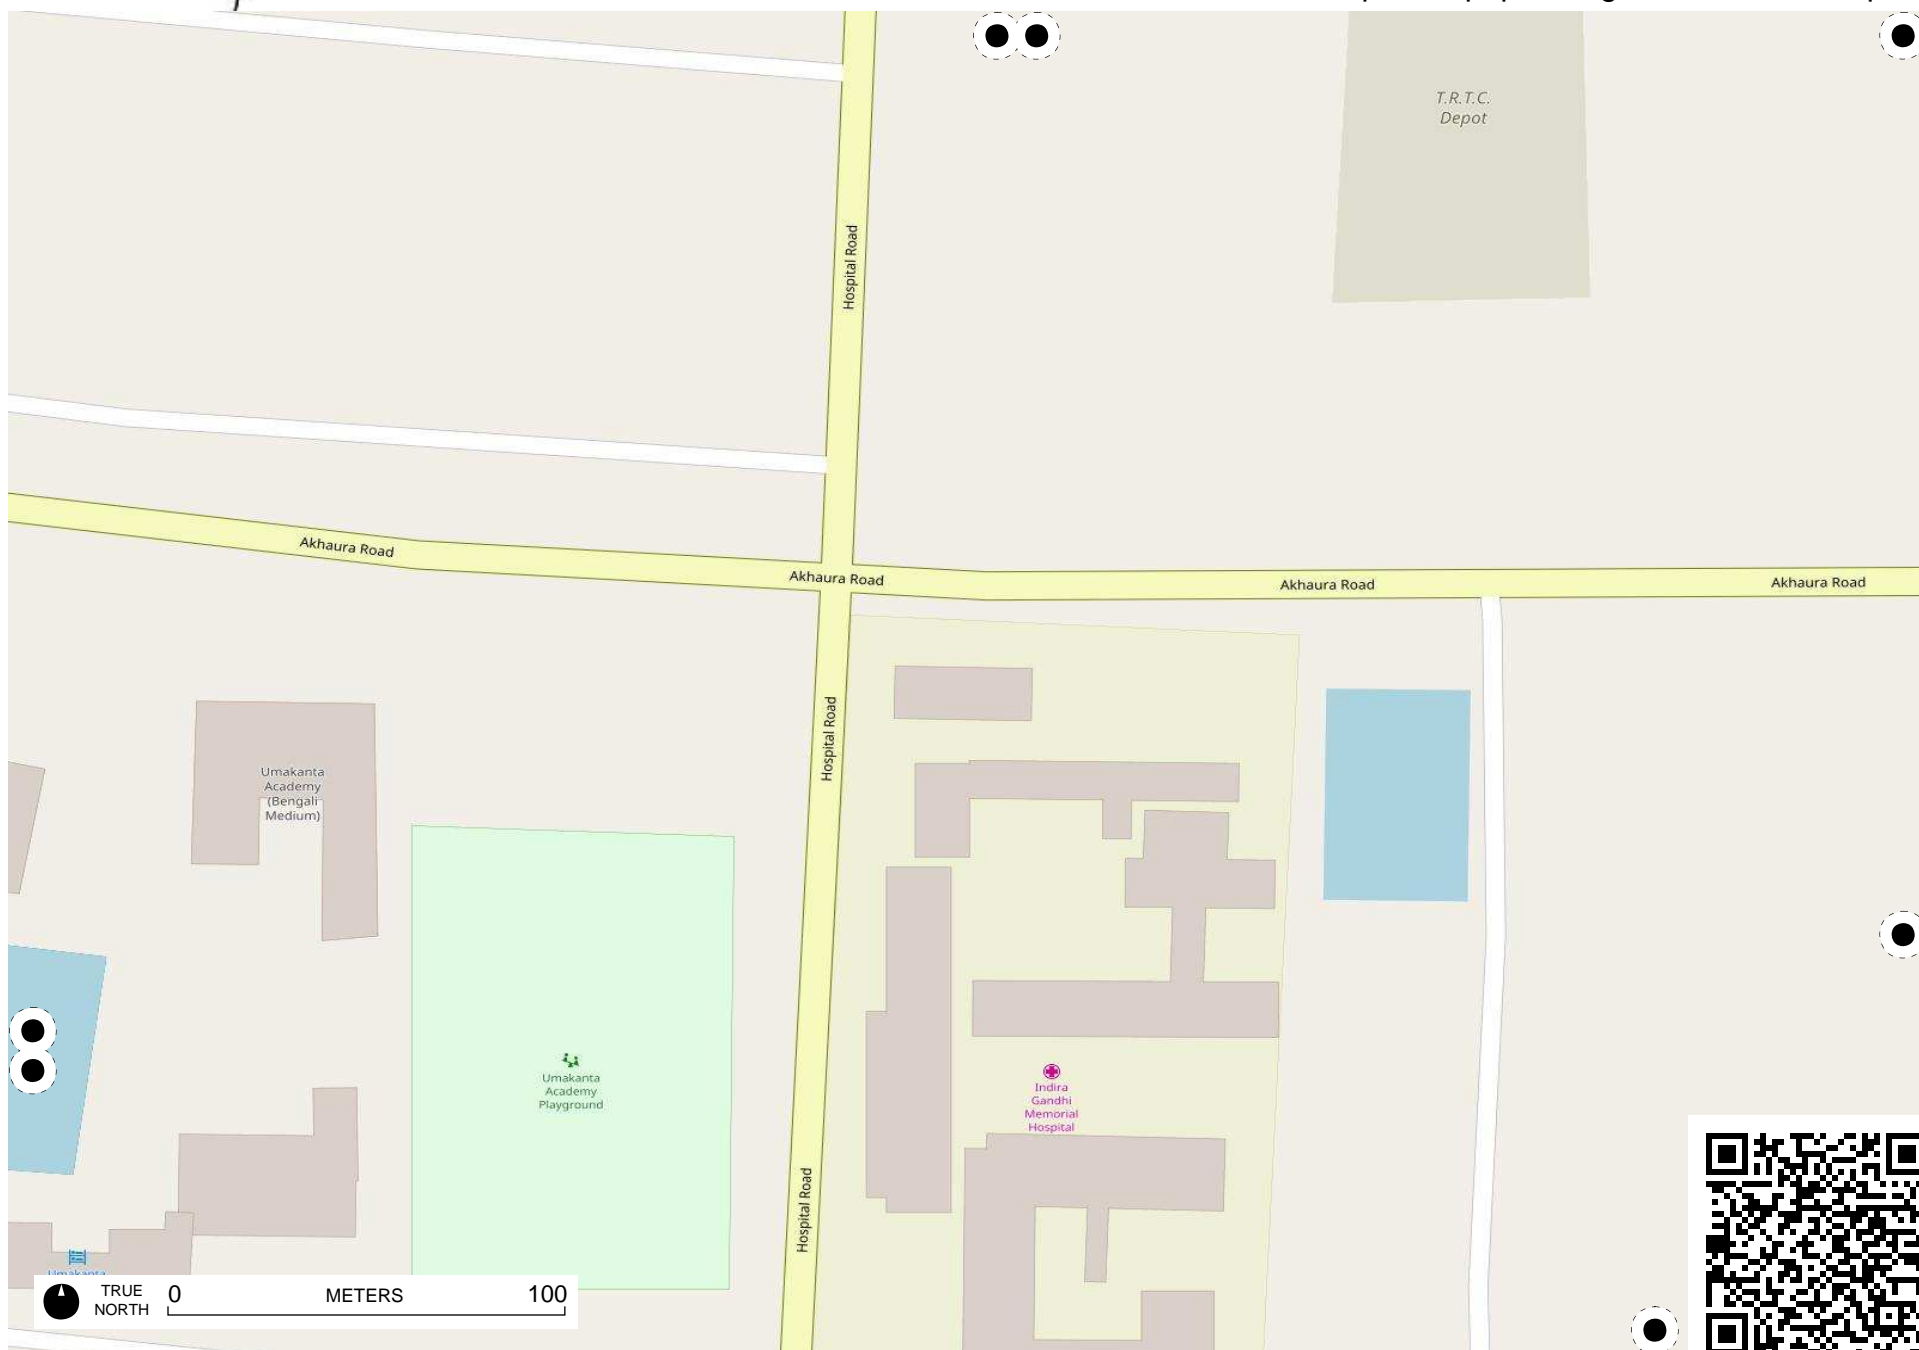 T.R.T.C.
Depot
Hospital Road
Akhaura Road
Akhaura Road
Akhaura Road
Akhaura Road
Hospital Road
Umakanta
Academy
(Bengali
Medium)
Umakanta
Academy
Playground
Indira
Gandhi
Memorial
Hospital
Hospital Road
Umakanta
TRUE
NORTH
0
METERS
100